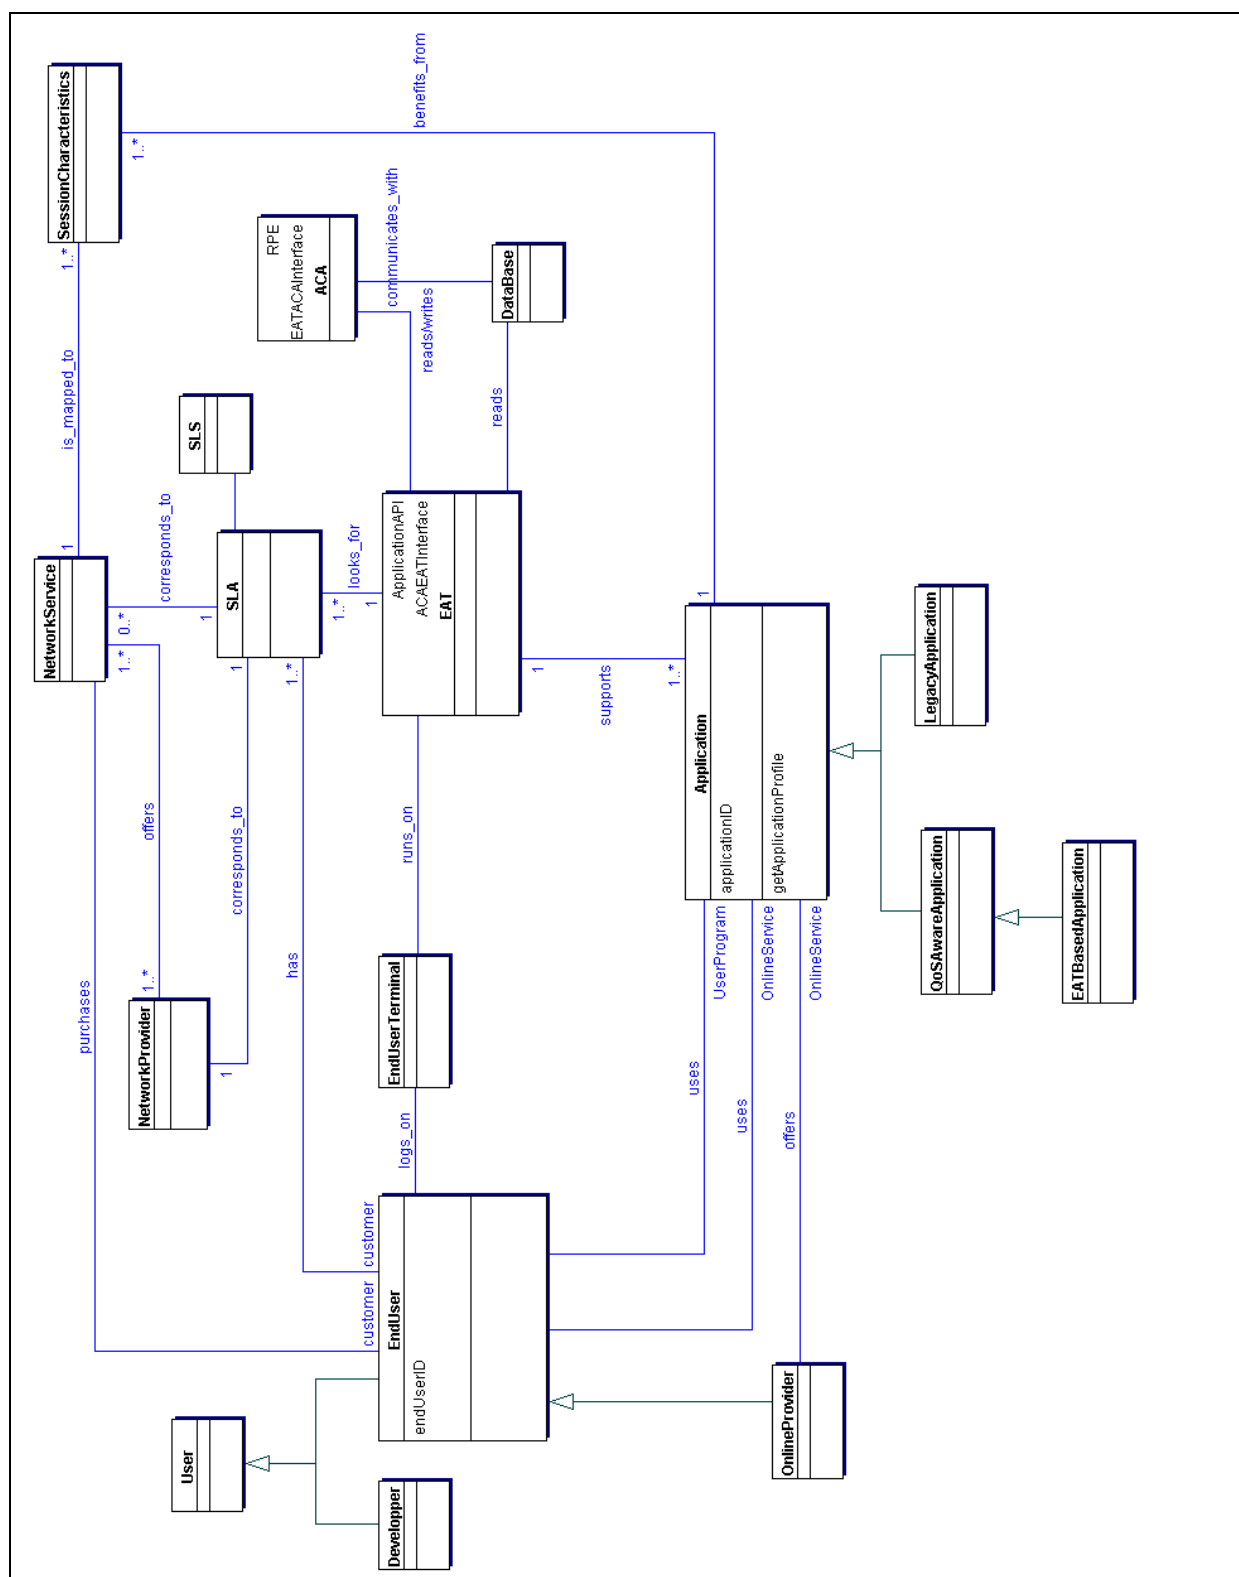 NetworkService
SessionCharacteristics
1
is_mapped_to
1..*
purchases
1..*
0..*
1..*
NetworkProvider
1..*
offers
corresponds_to
User
SLS
1
1
corresponds_to
1
SLA
RPE
has
1..*
EATACAInterface
ACA
1..*
looks_for
1
customer
customer
EndUser
Developper
EndUserTerminal
communicates_with
logs_on
runs_on
ApplicationAPI
endUserID
ACAEATInterface
benefits_from
reads/writes
EAT
reads
DataBase
1
supports
1..*
uses
Application
1
UserProgram
applicationID
uses
OnlineService
getApplicationProfile
OnlineProvider
offers
OnlineService
LegacyApplication
QoSAwareApplication
EATBasedApplication